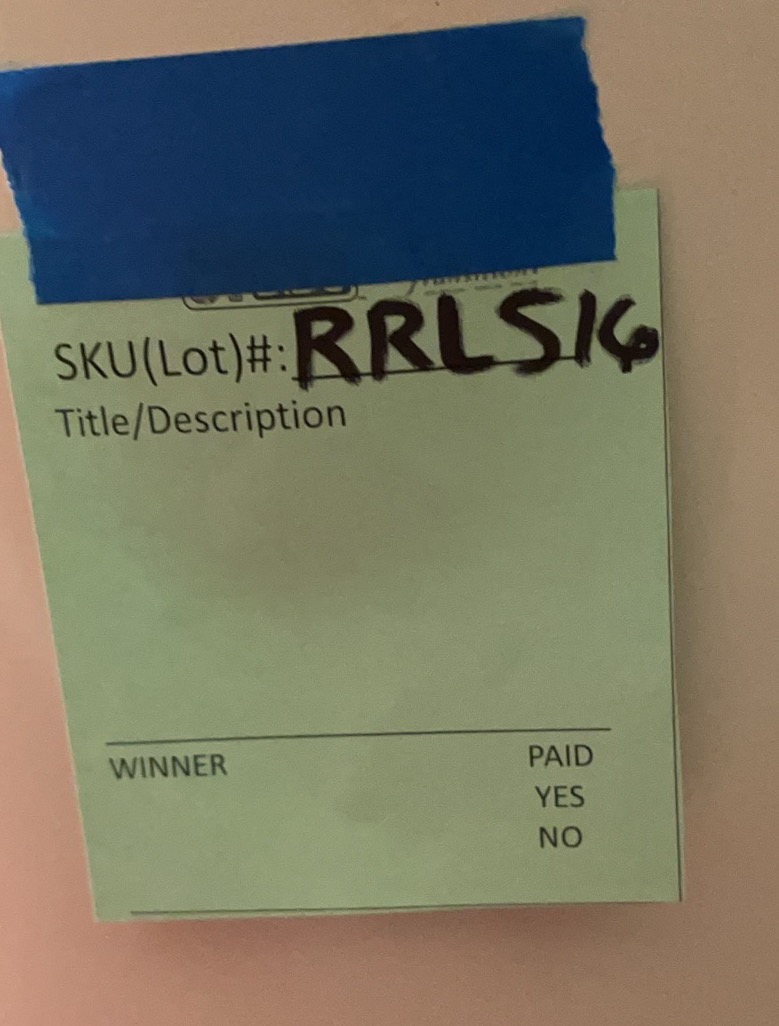 SKU(Lot)#: RRLS16
Title/Description
WINNER PAID
YES
NO